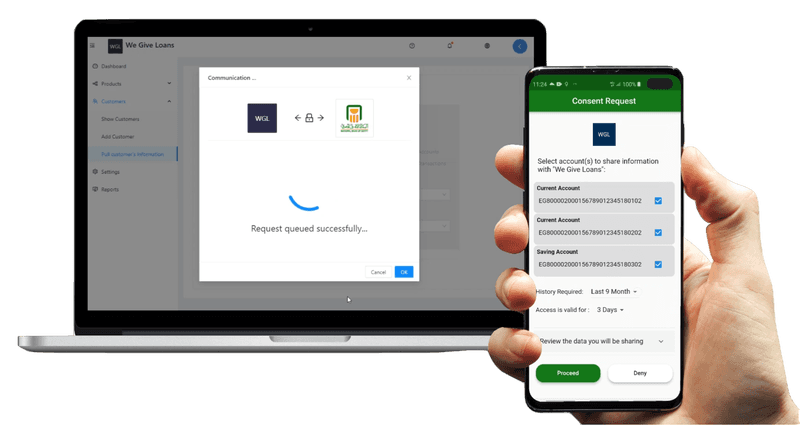 WGL
We Give Loans
Dashboard
Products
Customers
Show Customers
Add Customer
Pull customer's information
Settings
Reports
Communication ...
WGL
Request queued successfully...
Cancel
OK
11:24
100%
Consent Request
WGL
Select account(s) to share information
with "We Give Loans":
Current Account
EG8000020001567890123451801​02
Current Account
EG800002000156789012345180202
Saving Account
EG800002000156789012345180302
History Required: Last 9 Month
Access is valid for : 3 Days
Review the data you will be sharing
Proceed
Deny